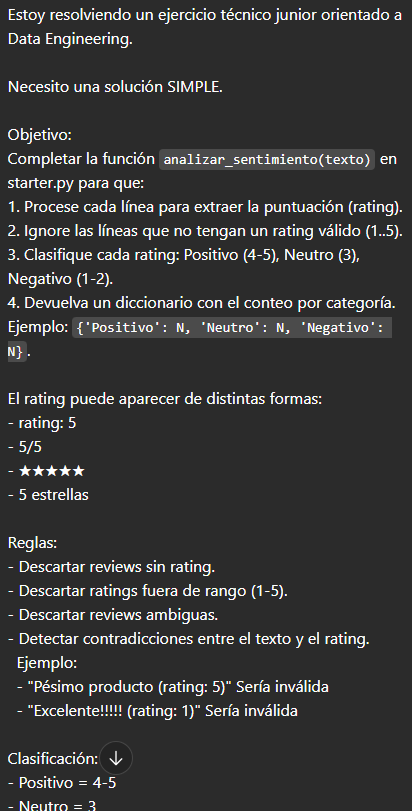 Estoy resolviendo un ejercicio técnico junior orientado a
Data Engineering.
Necesito una solución SIMPLE.
Objetivo:
Completar la función analizar_sentimiento(texto) en
starter.py para que:
1. Procese cada línea para extraer la puntuación (rating).
2. Ignore las líneas que no tengan un rating válido (1..5).
3. Clasifique cada rating: Positivo (4-5), Neutro (3),
Negativo (1-2).
4. Devuelva un diccionario con el conteo por categoría.
Ejemplo: {'Positivo': N, 'Neutro': N, 'Negativo':
N}.
El rating puede aparecer de distintas formas:
- rating: 5
- 5/5
- ★★★★★
- 5 estrellas
Reglas:
- Descartar reviews sin rating.
- Descartar ratings fuera de rango (1-5).
- Descartar reviews ambiguas.
- Detectar contradicciones entre el texto y el rating.
Ejemplo:
- "Pésimo producto (rating: 5)" Sería inválida
- "Excelente!!!!! (rating: 1)" Sería inválida
Clasificación:
- Positivo = 4-5
- Neutro = 3